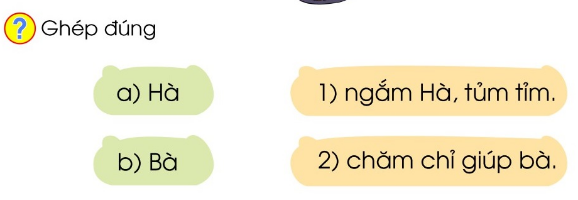 ? Ghép đúng
a) Hà
1) ngắm Hà, tủm tỉm.
b) Bà
2) chăm chỉ giúp bà.